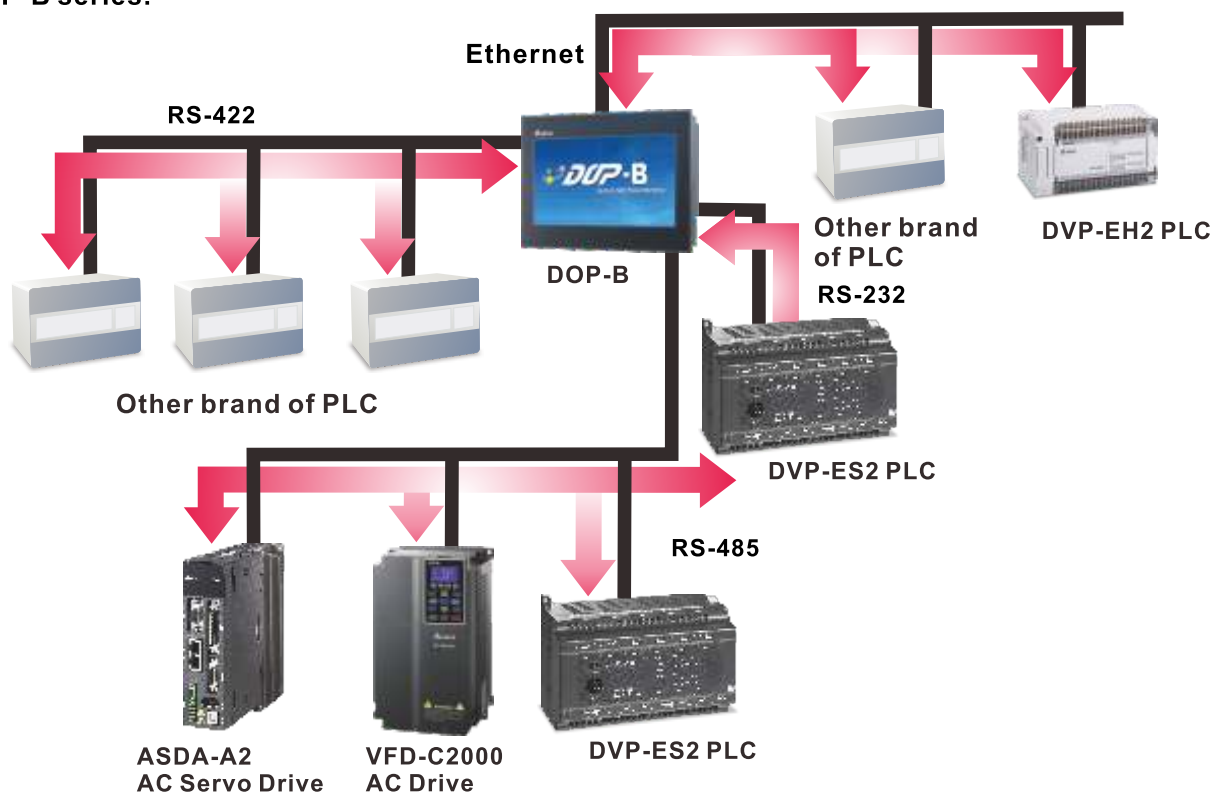 P-B series.
Ethernet
RS-422
DOP-B
DOP-B
Other brand
of PLC
DVP-EH2 PLC
RS-232
Other brand of PLC
DVP-ES2 PLC
RS-485
ASDA-A2
AC Servo Drive
VFD-C2000
AC Drive
DVP-ES2 PLC